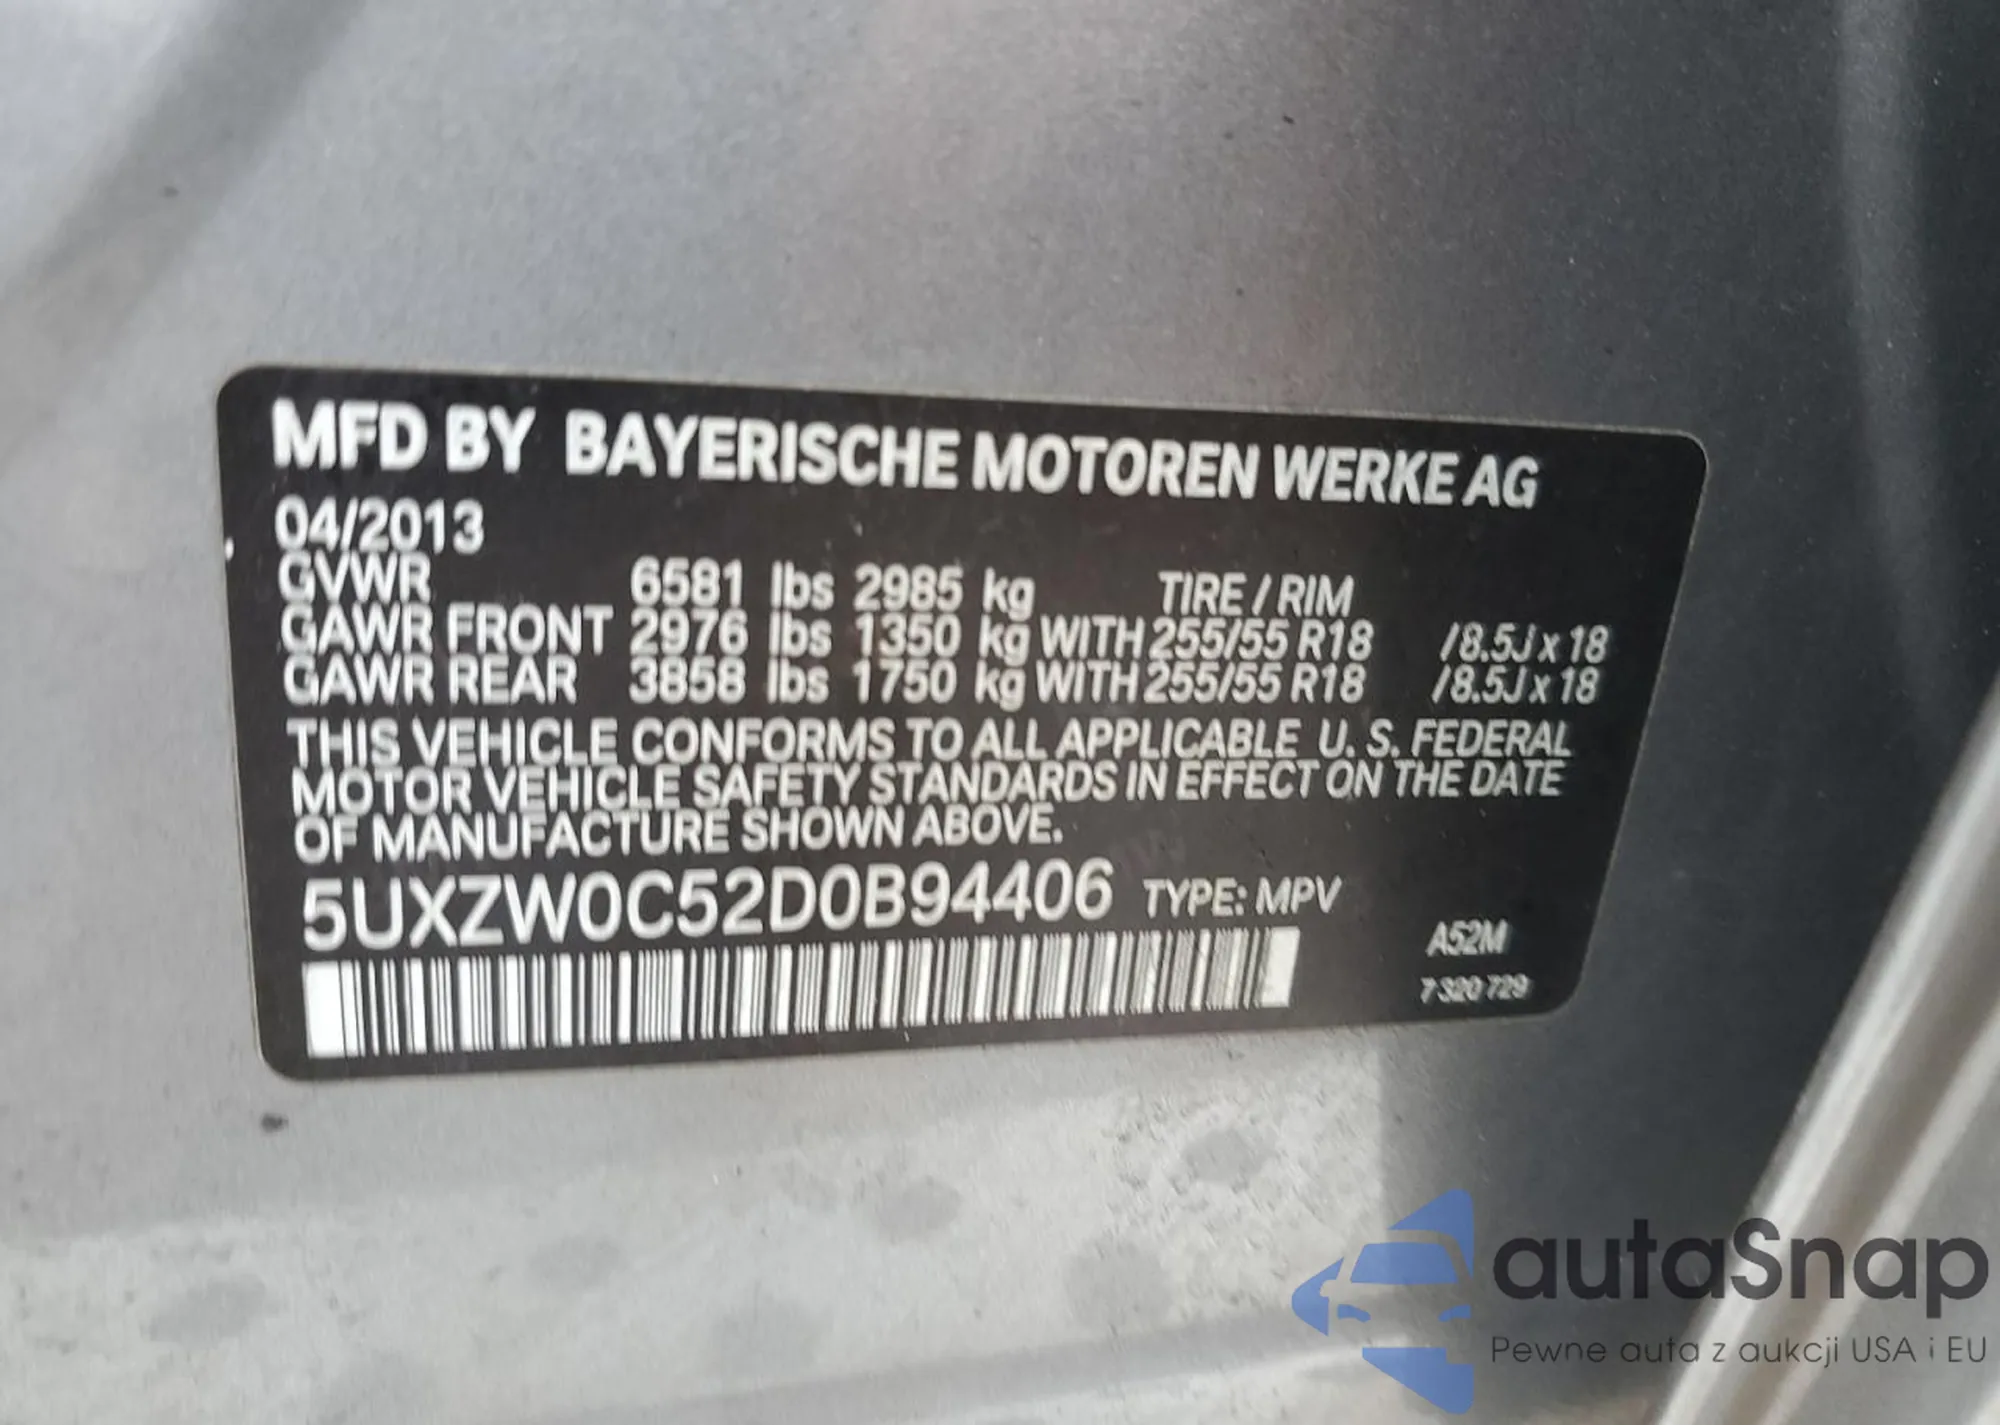 MFD BY BAYERISCHE MOTOREN WERKE AG
04/2013
GVWR 6581 lbs 2985 kg TIRE / RIM
GAWR FRONT 2976 lbs 1350 kg WITH 255/55 R18 /8.5J x 18
GAWR REAR 3858 lbs 1750 kg WITH 255/55 R18 /8.5J x 18
THIS VEHICLE CONFORMS TO ALL APPLICABLE U. S. FEDERAL
MOTOR VEHICLE SAFETY STANDARDS IN EFFECT ON THE DATE
OF MANUFACTURE SHOWN ABOVE.
5UXZW0C52D0B94406 TYPE: MPV
A52M
7 320 729
autaSnap
Pewne auta z aukcji USA i EU